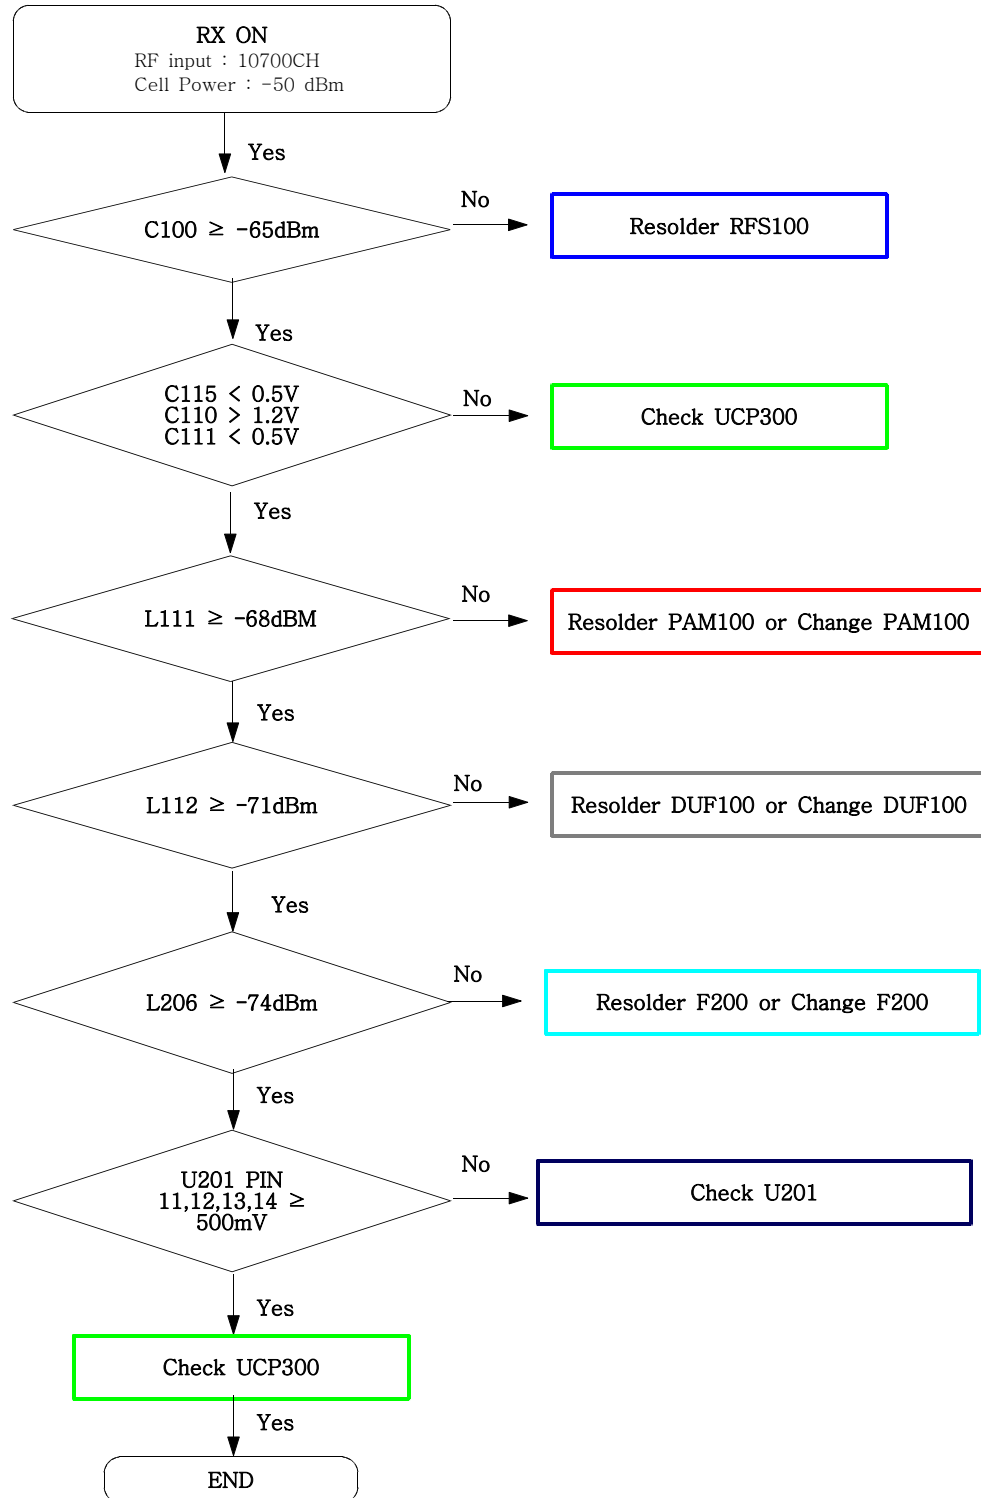 RX ON
RF input : 10700CH
Cell Power : -50 dBm
Yes
C100 ≥ -65dBm
No
Resolder RFS100
Yes
C115 < 0.5V
C110 > 1.2V
C111 < 0.5V
No
Check UCP300
Yes
L111 ≥ -68dBM
No
Resolder PAM100 or Change PAM100
Yes
L112 ≥ -71dBm
No
Resolder DUF100 or Change DUF100
Yes
L206 ≥ -74dBm
No
Resolder F200 or Change F200
Yes
U201 PIN
11,12,13,14 ≥
500mV
No
Check U201
Yes
Check UCP300
Yes
END